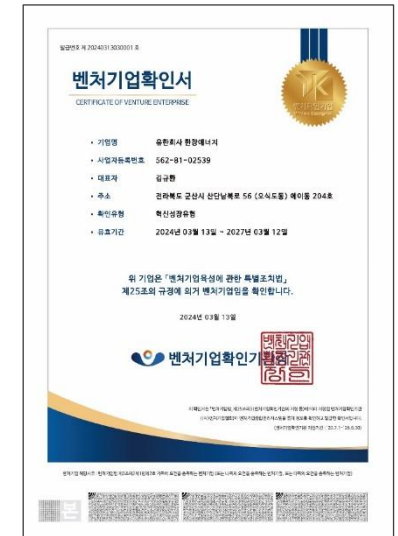 발급번호 제 20240313030001 호
벤처기업확인서
CERTIFICATE OF VENTURE ENTERPRISE
• 기업명 유한회사 한창에너지
• 사업자등록번호 562-81-02539
• 대표자 김규환
• 주소 전라북도 군산시 산단남북로 56 (오식도동) 에이동 204호
• 확인유형 혁신성장유형
• 유효기간 2024년 03월 13일 ~ 2027년 03월 12일
위 기업은 「벤처기업육성에 관한 특별조치법」
제25조의 규정에 의거 벤처기업임을 확인합니다.
2024년 03월 13일
벤처기업확인기관장